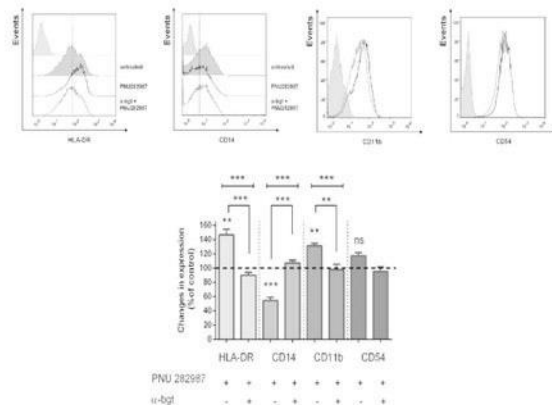 Events
untreated
PNU282987
α-bgt +
PNU282987
HLA-DR
Events
untreated
PNU282987
α-bgt +
PNU282987
CD14
Events
CD11b
Events
CD54
Changes in expression
(% of control)
160
140
120
100
80
60
40
20
0
***
***
***
***
***
**
**
***
**
ns
HLA-DR CD14 CD11b CD54
PNU 282987 + + + + + + + +
α-bgt - + - + - + - +